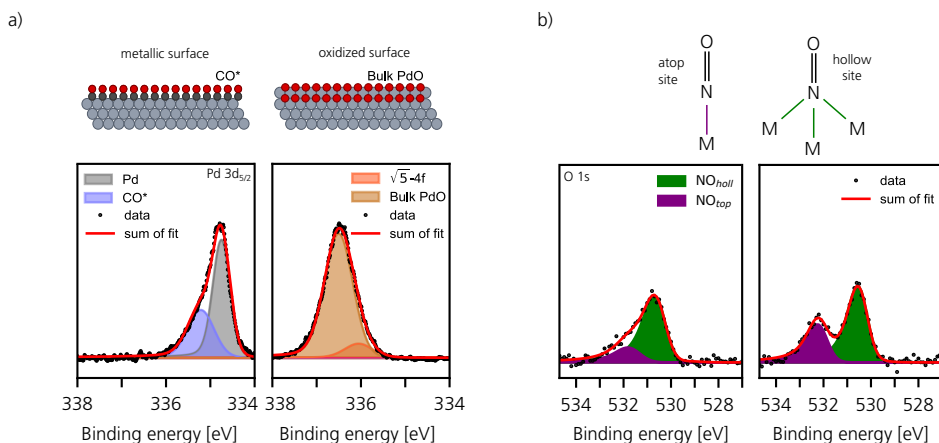 a)
metallic surface
oxidized surface
CO*
Bulk PdO
Pd
CO*
data
sum of fit
Pd 3d5/2
√5-4f
Bulk PdO
data
sum of fit
338 336 334
338 336 334
Binding energy [eV]
Binding energy [eV]
b)
atop
site
O
N
M
O
N
M M
M
hollow
site
O 1s
NOholl
NOtop
data
sum of fit
534 532 530 528
534 532 530 528
Binding energy [eV]
Binding energy [eV]